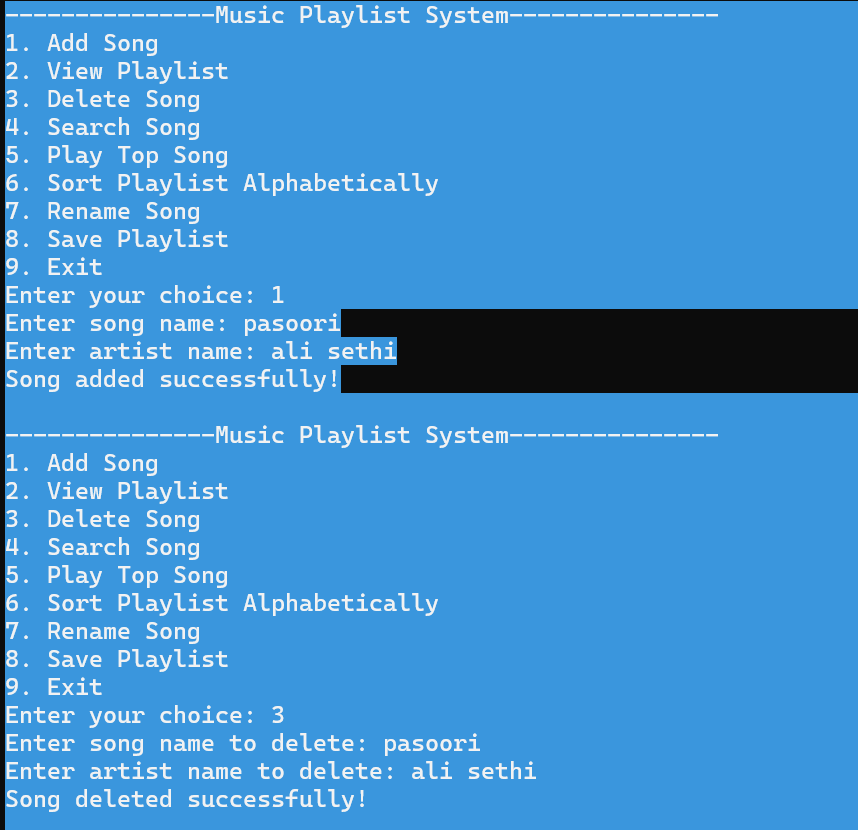 ---------------Music Playlist System---------------
1. Add Song
2. View Playlist
3. Delete Song
4. Search Song
5. Play Top Song
6. Sort Playlist Alphabetically
7. Rename Song
8. Save Playlist
9. Exit
Enter your choice: 1
Enter song name: pasoori
Enter artist name: ali sethi
Song added successfully!
---------------Music Playlist System---------------
1. Add Song
2. View Playlist
3. Delete Song
4. Search Song
5. Play Top Song
6. Sort Playlist Alphabetically
7. Rename Song
8. Save Playlist
9. Exit
Enter your choice: 3
Enter song name to delete: pasoori
Enter artist name to delete: ali sethi
Song deleted successfully!